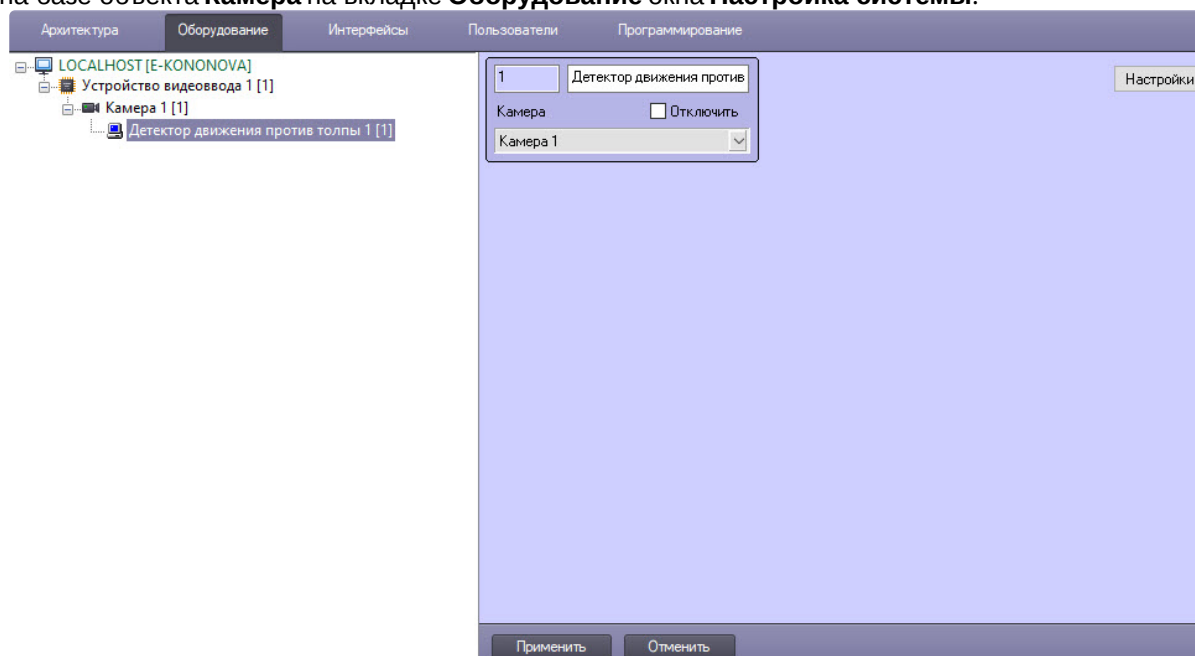 на базе объекта Камера на вкладке Оборудование окна Настройка системы.
Архитектура Оборудование Интерфейсы Пользователи Программирование
LOCALHOST [E-KONONOVA]
Устройство видеоввода 1 [1]
Камера 1 [1]
Детектор движения против толпы 1 [1]
1 Детектор движения против
Настройки
Камера Отключить
Камера 1
Применить Отменить